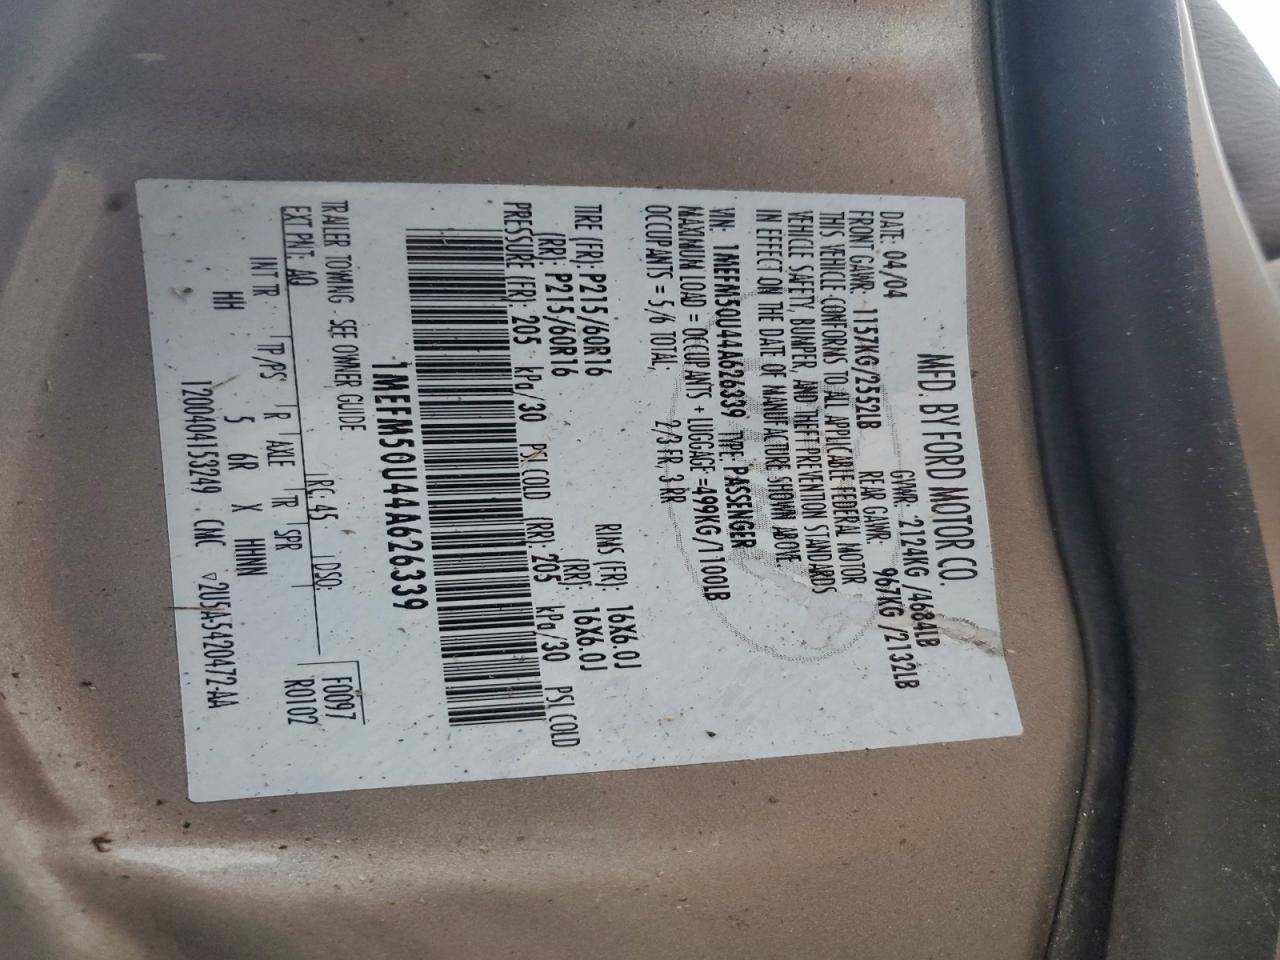 MFD. BY FORD MOTOR CO.
DATE: 04/04 GVWR: 2124KG /4684LB
FRONT GAWR: 1157KG/2552LB REAR GAWR: 967KG /2132LB
THIS VEHICLE CONFORMS TO ALL APPLICABLE FEDERAL MOTOR
VEHICLE SAFETY, BUMPER, AND THEFT PREVENTION STANDARDS
IN EFFECT ON THE DATE OF MANUFACTURE SHOWN ABOVE.
VIN: 1MEFM50U44A626339 TYPE: PASSENGER
MAXIMUM LOAD = OCCUPANTS + LUGGAGE =499KG/1100LB
OCCUPANTS = 5/6 TOTAL, 2/3 FR, 3 RR
TIRE (FR): P215/60R16 RIMS (FR): 16X6.0J
(RR): P215/60R16 (RR): 16X6.0J
PRESSURE (FR): 205 kPa/30 PSI COLD (RR): 205 kPa/30 PSI COLD
1MEFM50U44A626339
TRAILER TOWING - SEE OWNER GUIDE F0097
EXT PNT: AQ RC: 45 DSO: R0102
INT TR TP/PS R AXLE TR SPR
HH 5 6R X HHNN
1200404153249 CMC ▽2U5A-5420472-AA